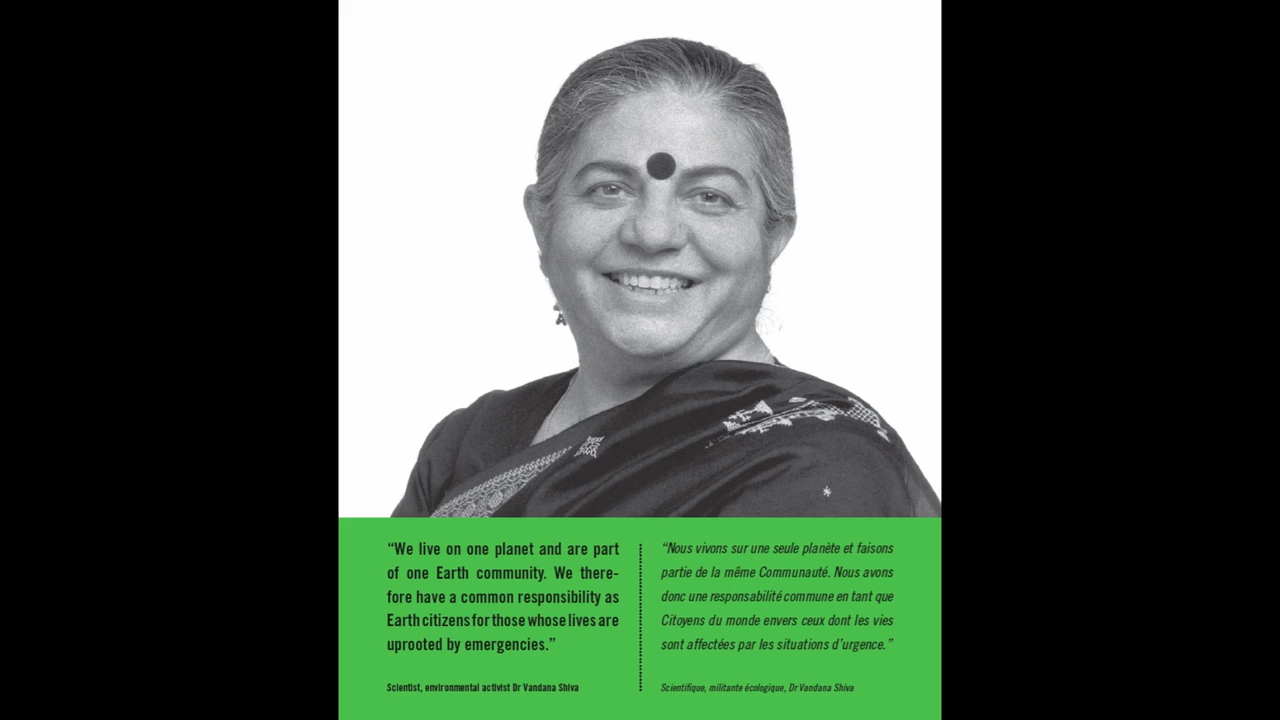 “We live on one planet and are part
of one Earth community. We there-
fore have a common responsibility as
Earth citizens for those whose lives are
uprooted by emergencies.”
Scientist, environmental activist Dr Vandana Shiva
“Nous vivons sur une seule planète et faisons
partie de la même Communauté. Nous avons
donc une responsabilité commune en tant que
Citoyens du monde envers ceux dont les vies
sont affectées par les situations d’urgence.”
Scientifique, militante écologique, Dr Vandana Shiva